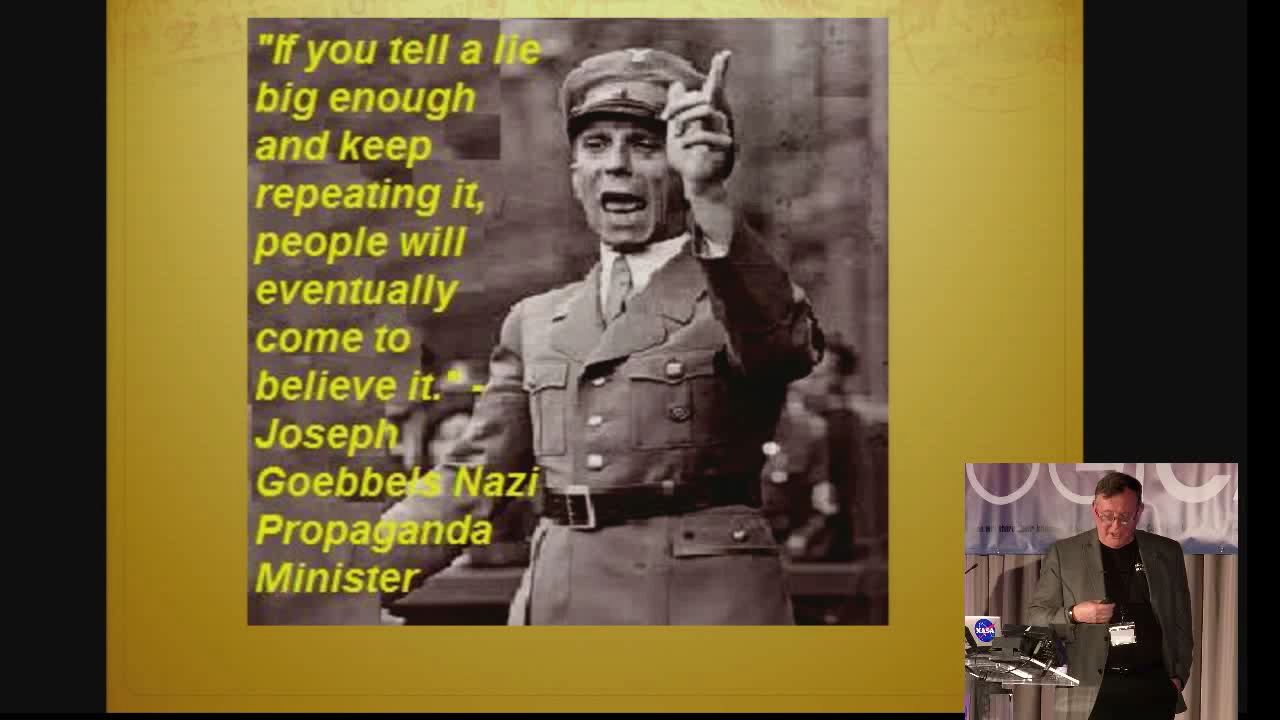 "If you tell a lie
big enough
and keep
repeating it,
people will
eventually
come to
believe it." -
Joseph
Goebbels Nazi
Propaganda
Minister
NASA